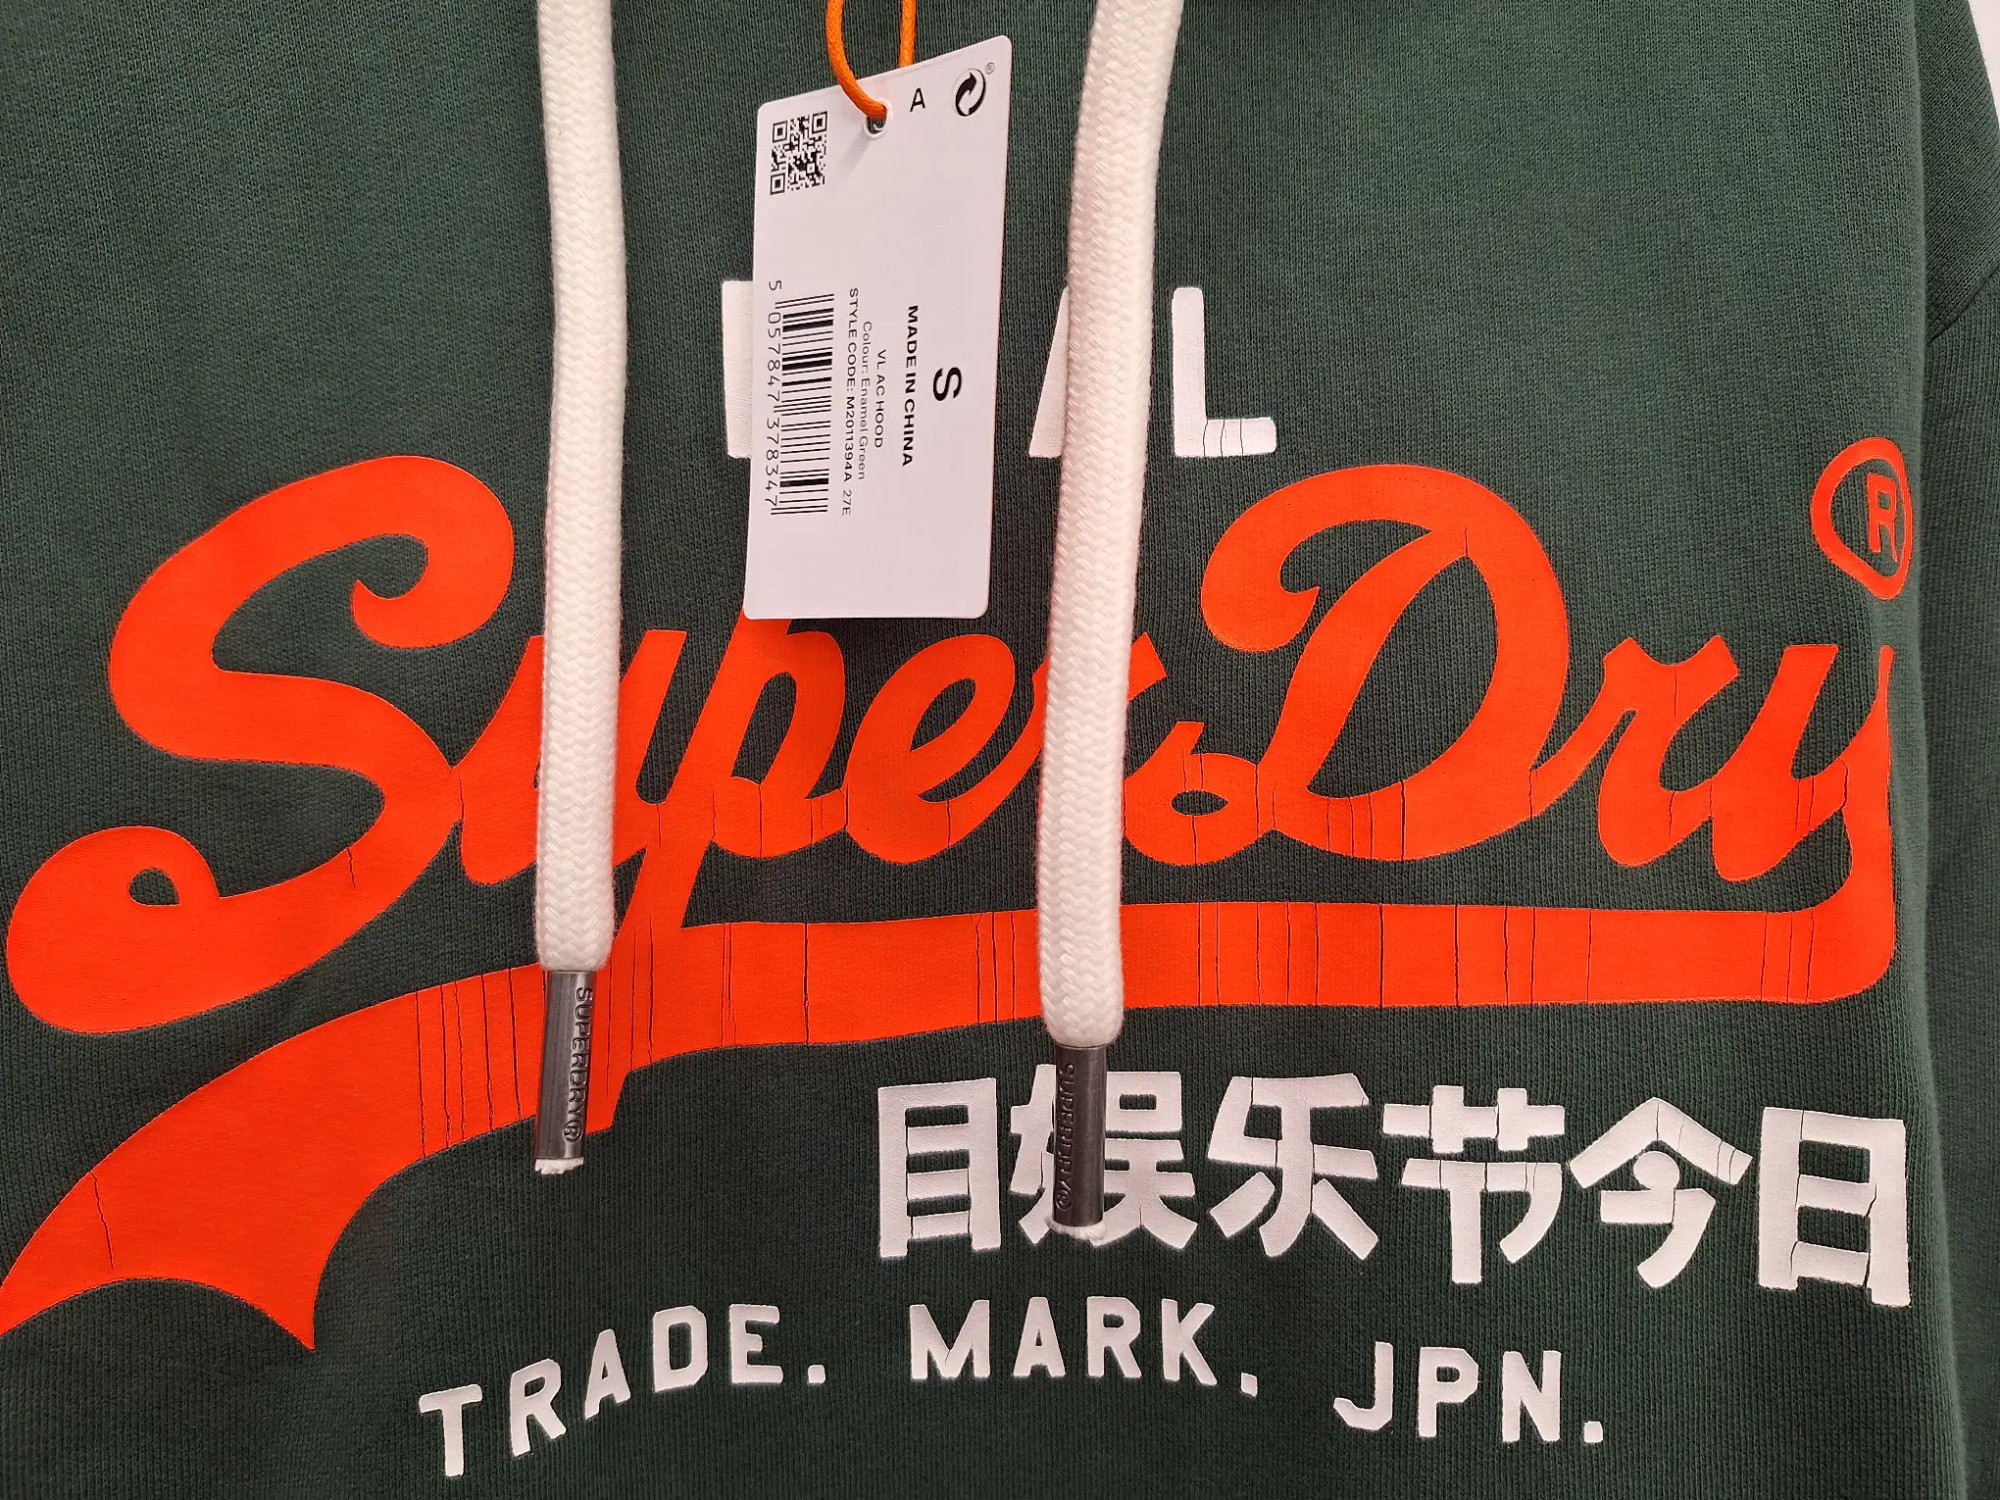 A
S
MADE IN CHINA
VL AC HOOD
Colour: Enamel Green
STYLE CODE: M2011394A 27E
5 057847 378347
SuperDry
®
目娱乐节今日
TRADE. MARK. JPN.
SUPERDRY®
SUPERDRY®